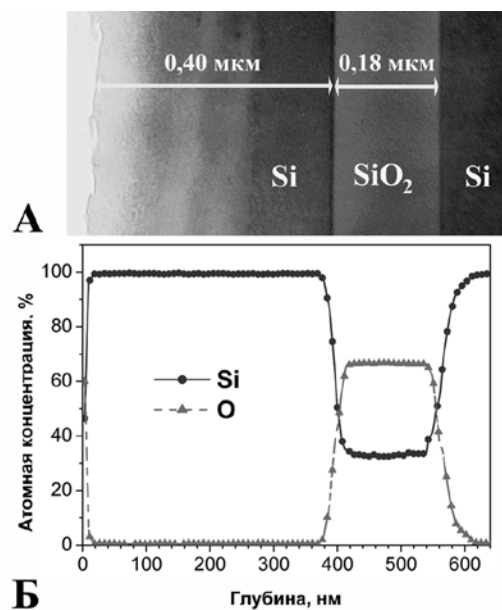 0,40 мкм 0,18 мкм
Si SiO₂ Si
А
100
80
60
40
20
0
Атомная концентрация, %
Si
O
0 100 200 300 400 500 600
Глубина, нм
Б